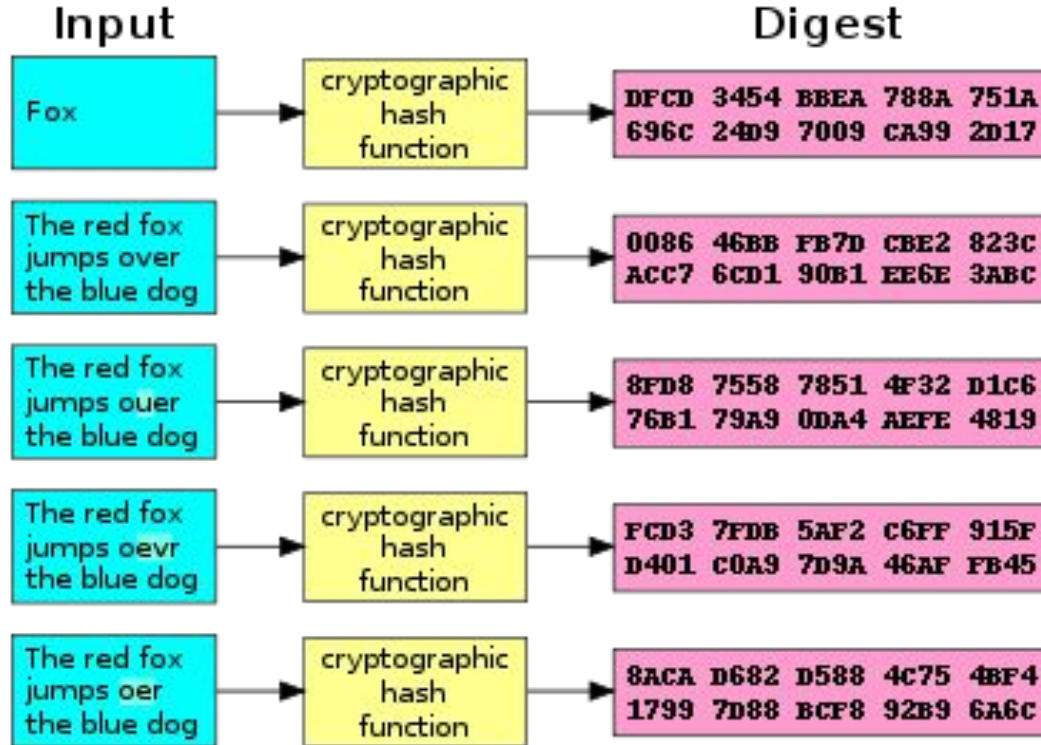 Input
Digest
Fox
cryptographic
hash
function
DFCD 3454 BBEA 788A 751A
696C 24D9 7009 CA99 2D17
The red fox
jumps over
the blue dog
cryptographic
hash
function
0086 46BB FB7D CBE2 823C
ACC7 6CD1 90B1 EE6E 3ABC
The red fox
jumps ouer
the blue dog
cryptographic
hash
function
8FD8 7558 7851 4F32 D1C6
76B1 79A9 0DA4 AEFE 4819
The red fox
jumps oevr
the blue dog
cryptographic
hash
function
FCD3 7FDB 5AF2 C6FF 915F
D401 C0A9 7D9A 46AF FB45
The red fox
jumps oer
the blue dog
cryptographic
hash
function
8ACA D682 D588 4C75 4BF4
1799 7D88 BCF8 92B9 6A6C